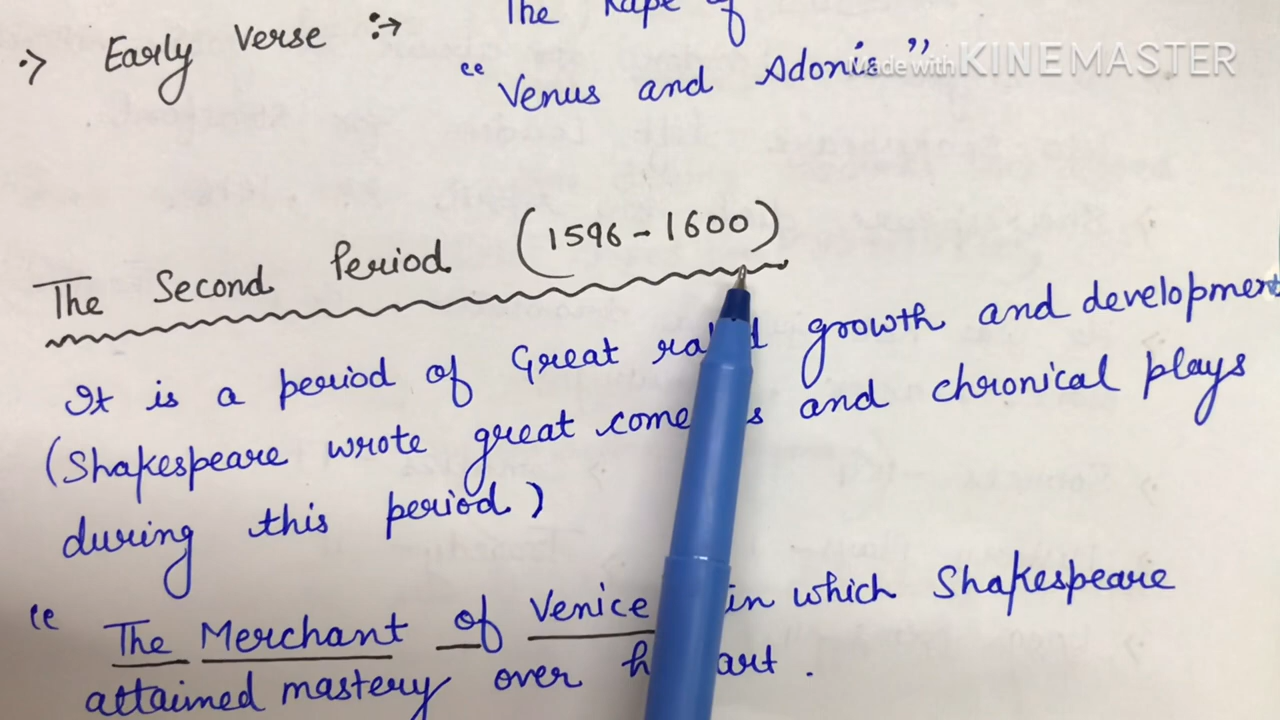 The Rape of
:> Early Verse :->
“Venus and Adonis”
Made with KINEMASTER
The Second Period (1596-1600)
It is a period of Great growth and development
(Shakespeare wrote great and chronical plays
during this period)
“The Merchant of Venice in which Shakespeare
attained mastery over art.